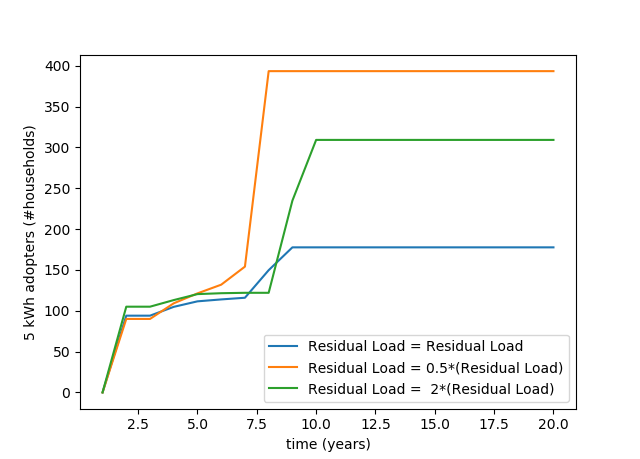 400
350
300
250
200
150
100
50
0
5 kWh adopters (#households)
Residual Load = Residual Load
Residual Load = 0.5*(Residual Load)
Residual Load =  2*(Residual Load)
2.5 5.0 7.5 10.0 12.5 15.0 17.5 20.0
time (years)